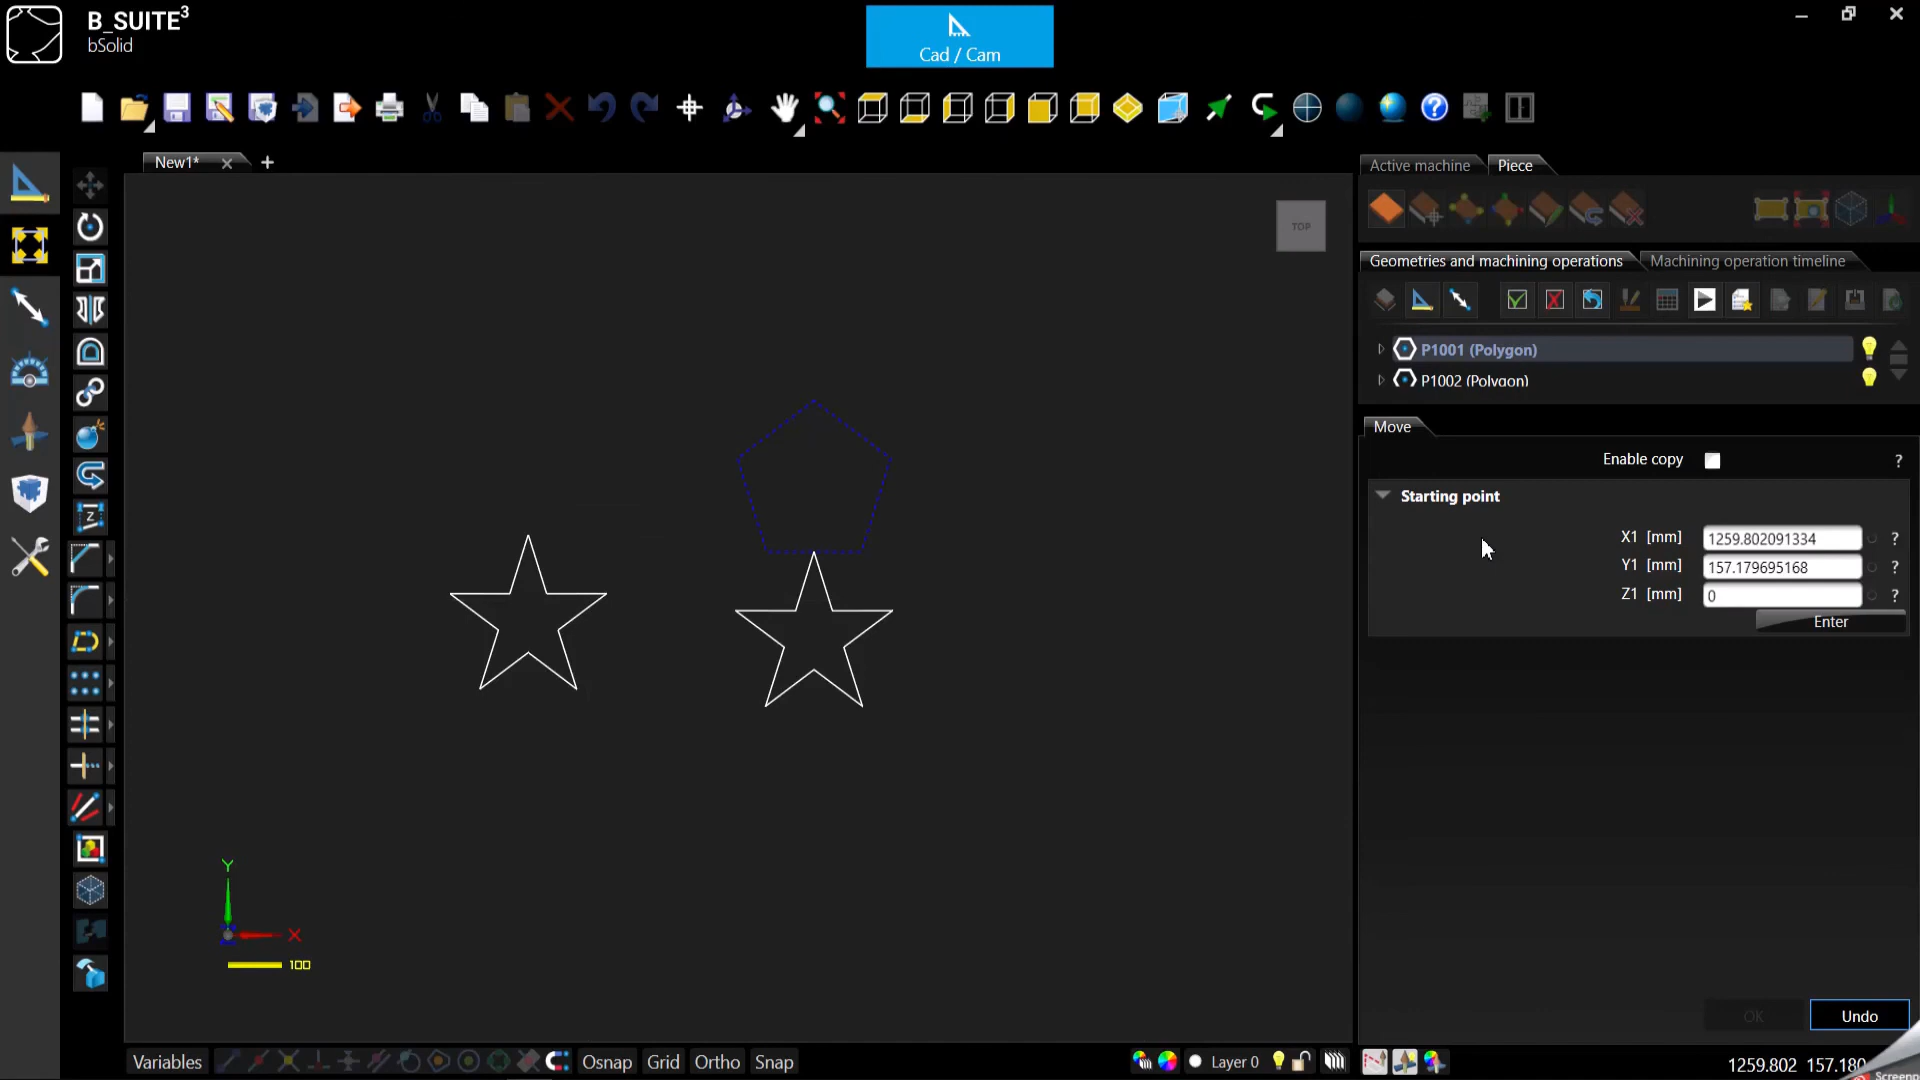 B_SUITE³
bSolid
Cad / Cam
New1*
TOP
Active machine
Piece
Geometries and machining operations
Machining operation timeline
P1001 (Polygon)
P1002 (Polygon)
Move
Enable copy
?
Starting point
X1 [mm] 1259.802091334 ?
Y1 [mm] 157.179695168 ?
Z1 [mm] 0 ?
Enter
Y
X
100
OK
Undo
Variables
Osnap
Grid
Ortho
Snap
Layer 0
1259.802 157.180